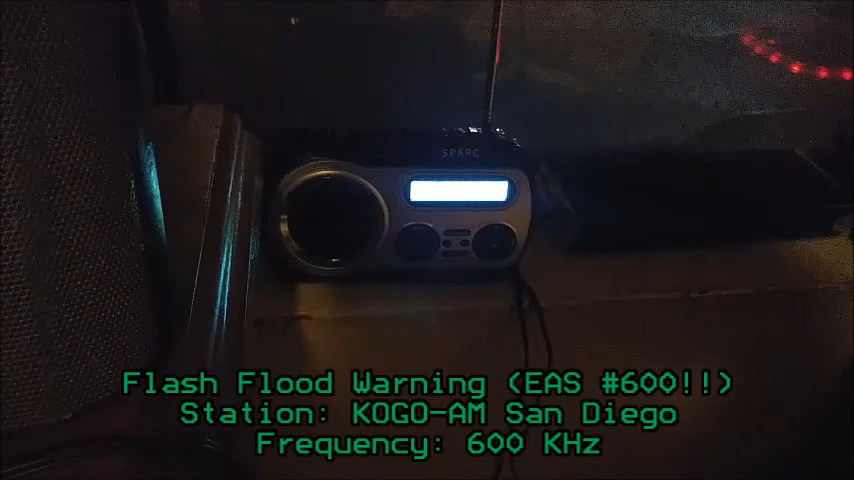 SPARC
Flash Flood Warning (EAS #600!!)
Station: KOGO-AM San Diego
Frequency: 600 KHz